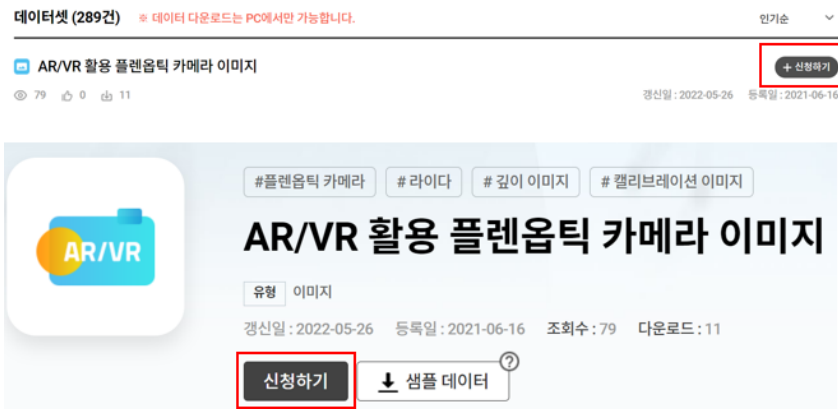 데이터셋 (289건) ※ 데이터 다운로드는 PC에서만 가능합니다. 인기순
AR/VR 활용 플렌옵틱 카메라 이미지 + 신청하기
79 0 11 갱신일 : 2022-05-26 등록일 : 2021-06-16
#플렌옵틱 카메라 # 라이다 # 깊이 이미지 # 캘리브레이션 이미지
AR/VR
AR/VR 활용 플렌옵틱 카메라 이미지
유형 이미지
갱신일 : 2022-05-26 등록일 : 2021-06-16 조회수 : 79 다운로드 : 11
신청하기 샘플 데이터 ?